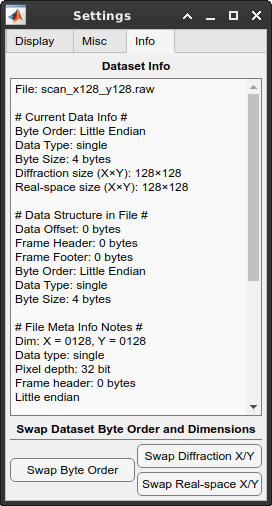 Settings
Display Misc Info
Dataset Info
File: scan_x128_y128.raw
# Current Data Info #
Byte Order: Little Endian
Data Type: single
Byte Size: 4 bytes
Diffraction size (X×Y): 128×128
Real-space size (X×Y): 128×128
# Data Structure in File #
Data Offset: 0 bytes
Frame Header: 0 bytes
Frame Footer: 0 bytes
Byte Order: Little Endian
Data Type: single
Byte Size: 4 bytes
# File Meta Info Notes #
Dim: X = 0128, Y = 0128
Data type: single
Pixel depth: 32 bit
Frame header: 0 bytes
Little endian
Swap Dataset Byte Order and Dimensions
Swap Byte Order
Swap Diffraction X/Y
Swap Real-space X/Y